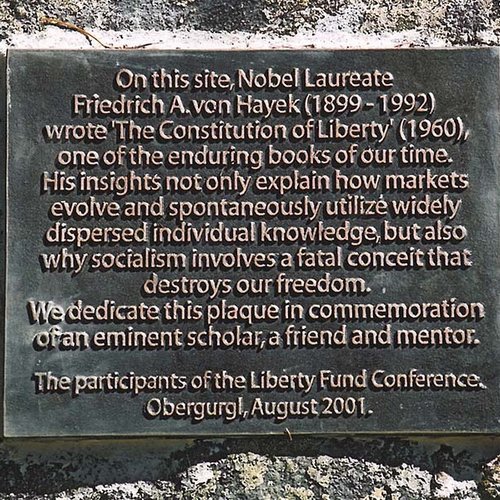 On this site, Nobel Laureate
Friedrich A. von Hayek (1899 - 1992)
wrote 'The Constitution of Liberty' (1960),
one of the enduring books of our time.
His insights not only explain how markets
evolve and spontaneously utilize widely
dispersed individual knowledge, but also
why socialism involves a fatal conceit that
destroys our freedom.
We dedicate this plaque in commemoration
of an eminent scholar, a friend and mentor.
The participants of the Liberty Fund Conference.
Obergurgl, August 2001.